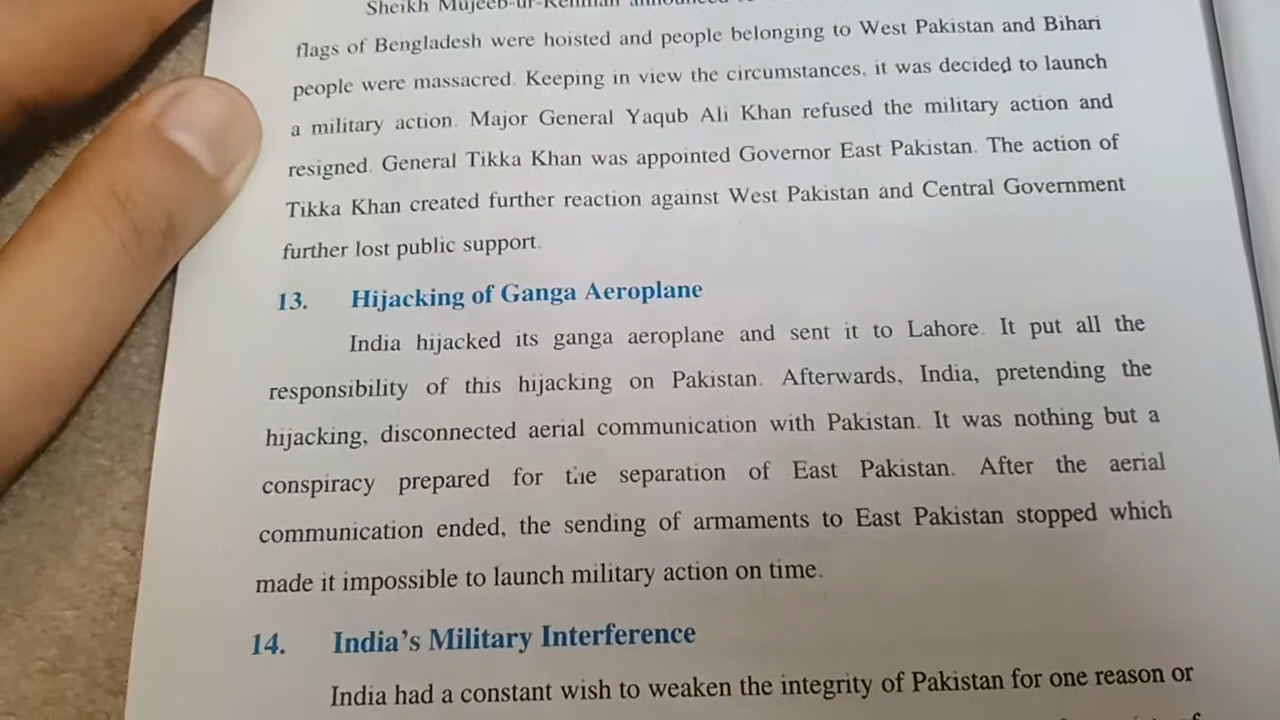 Sheikh Mujeeb-ur-Rehman announced
flags of Bengladesh were hoisted and people belonging to West Pakistan and Bihari
people were massacred. Keeping in view the circumstances, it was decided to launch
a military action. Major General Yaqub Ali Khan refused the military action and
resigned. General Tikka Khan was appointed Governor East Pakistan. The action of
Tikka Khan created further reaction against West Pakistan and Central Government
further lost public support.
13. Hijacking of Ganga Aeroplane
India hijacked its ganga aeroplane and sent it to Lahore. It put all the
responsibility of this hijacking on Pakistan. Afterwards, India, pretending the
hijacking, disconnected aerial communication with Pakistan. It was nothing but a
conspiracy prepared for the separation of East Pakistan. After the aerial
communication ended, the sending of armaments to East Pakistan stopped which
made it impossible to launch military action on time.
14. India's Military Interference
India had a constant wish to weaken the integrity of Pakistan for one reason or